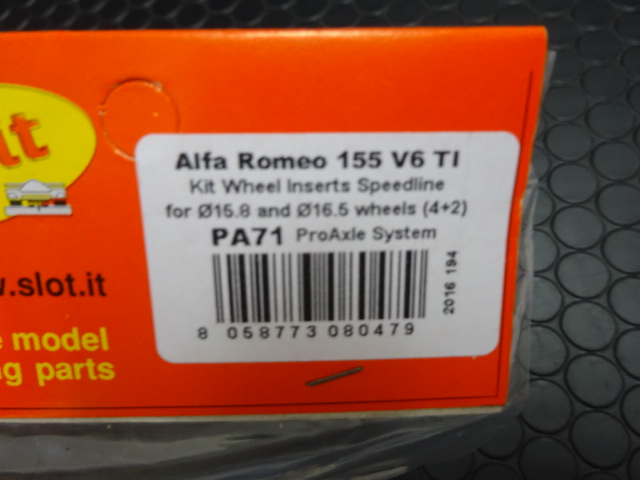 it
Alfa Romeo 155 V6 TI
Kit Wheel Inserts Speedline
for Ø15.8 and Ø16.5 wheels (4+2)
PA71 ProAxle System
2016 194
8 058773 080479
.slot.it
model
parts